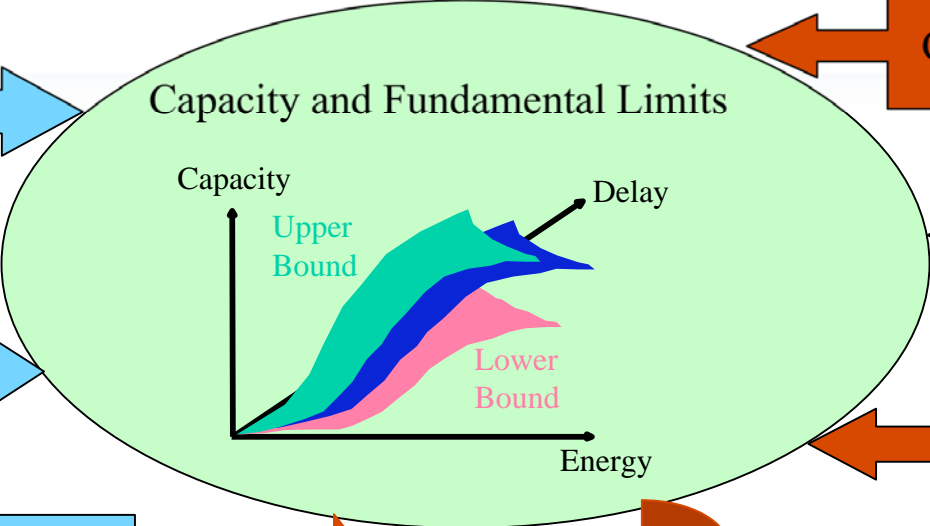 Capacity and Fundamental Limits
Capacity
Delay
Upper
Bound
Lower
Bound
Energy